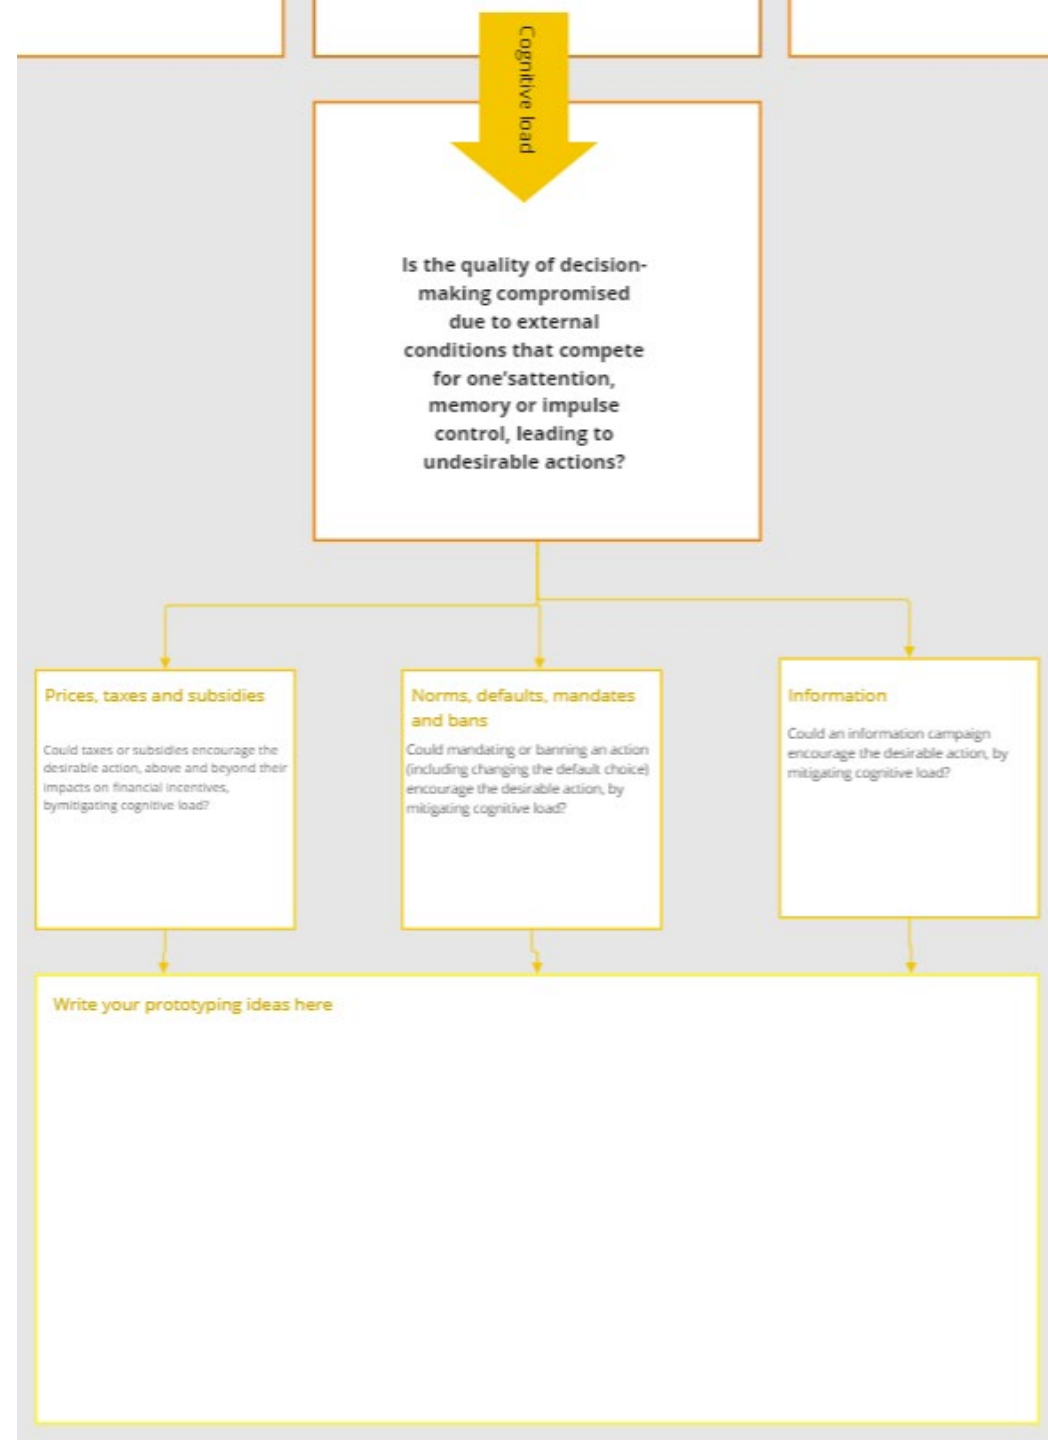 Cognitive load
Is the quality of decision-
making compromised
due to external
conditions that compete
for one'sattention,
memory or impulse
control, leading to
undesirable actions?
Prices, taxes and subsidies
Could taxes or subsidies encourage the
desirable action, above and beyond their
impacts on financial incentives,
bymitigating cognitive load?
Norms, defaults, mandates
and bans
Could mandating or banning an action
(including changing the default choice)
encourage the desirable action, by
mitigating cognitive load?
Information
Could an information campaign
encourage the desirable action, by
mitigating cognitive load?
Write your prototyping ideas here